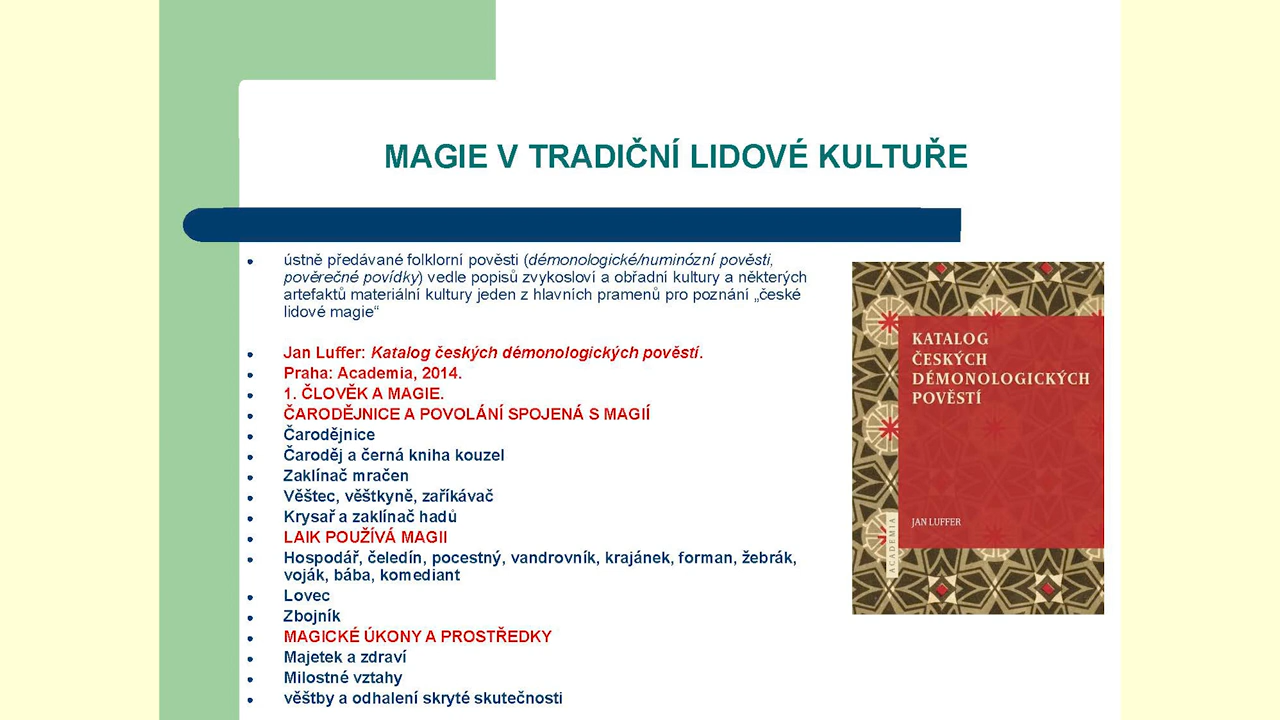 MAGIE V TRADIČNÍ LIDOVÉ KULTUŘE
• ústně předávané folklorní pověsti (démonologické/numinózní pověsti,
pověrečné povídky) vedle popisů zvykosloví a obřadní kultury a některých
artefaktů materiální kultury jeden z hlavních pramenů pro poznání „české
lidové magie“
• Jan Luffer: Katalog českých démonologických pověstí.
• Praha: Academia, 2014.
• 1. ČLOVĚK A MAGIE.
• ČARODĚJNICE A POVOLÁNÍ SPOJENÁ S MAGIÍ
• Čarodějnice
• Čaroděj a černá kniha kouzel
• Zaklínač mračen
• Věštec, věštkyně, zaříkávač
• Krysař a zaklínač hadů
• LAIK POUŽÍVÁ MAGII
• Hospodář, čeledín, pocestný, vandrovník, krajánek, forman, žebrák,
voják, bába, komediant
• Lovec
• Zbojník
• MAGICKÉ ÚKONY A PROSTŘEDKY
• Majetek a zdraví
• Milostné vztahy
• věštby a odhalení skryté skutečnosti
KATALOG
ČESKÝCH
DÉMONOLOGICKÝCH
POVĚSTÍ
JAN LUFFER
ACADEMIA